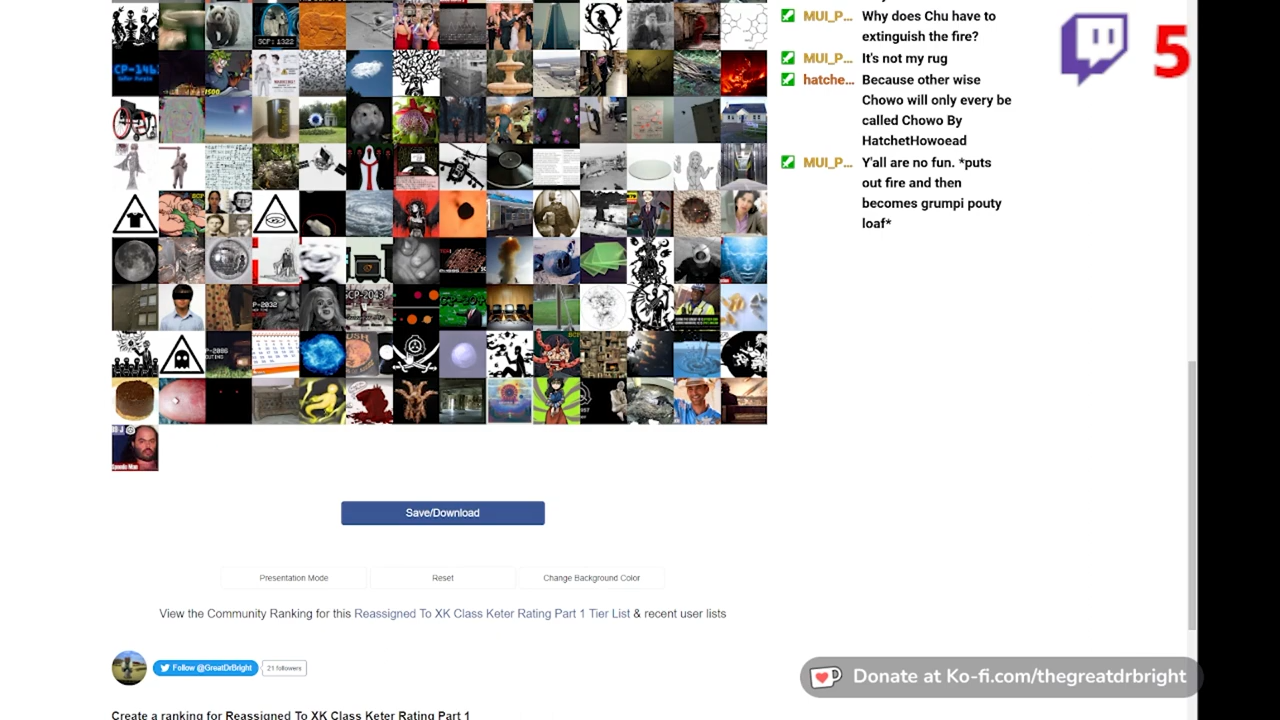 SCP: 1322
MUI_P... Why does Chu have to
extinguish the fire?
MUI_P... It's not my rug
hatche... Because other wise
Chowo will only every be
called Chowo By
HatchetHowoead
MUI_P... Y'all are no fun. *puts
out fire and then
becomes grumpi pouty
loaf*
5
Save/Download
Presentation Mode
Reset
Change Background Color
View the Community Ranking for this Reassigned To XK Class Keter Rating Part 1 Tier List & recent user lists
Follow @GreatDrBright
21 followers
Donate at Ko-fi.com/thegreatdrbright
Create a ranking for Reassigned To XK Class Keter Rating Part 1